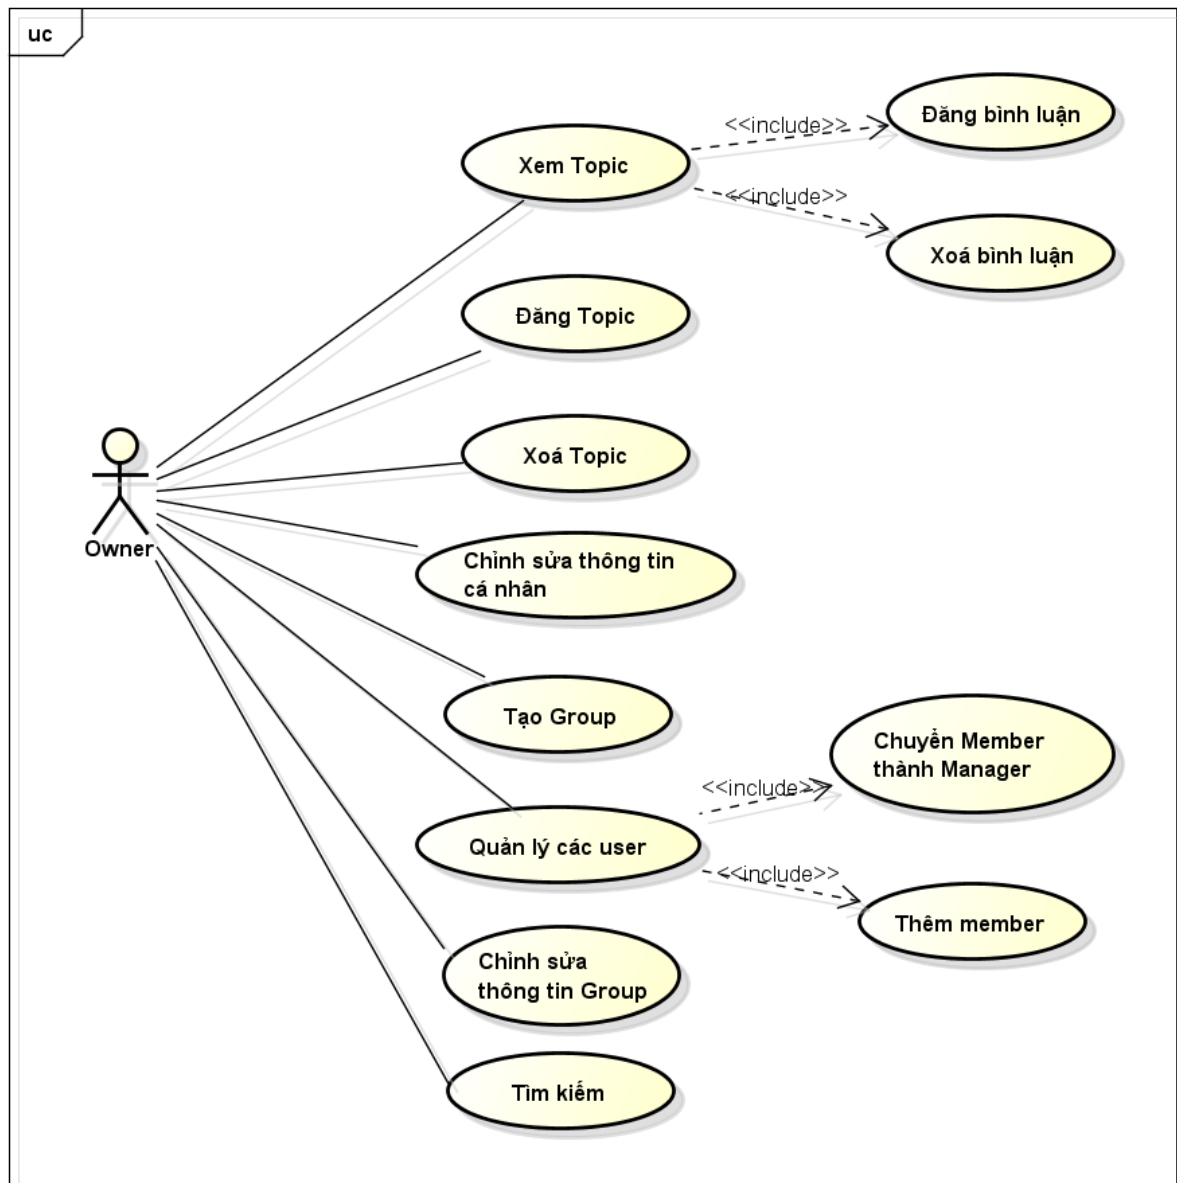 uc
Đăng bình luận
<<include>>
Xem Topic
<<include>>
Xoá bình luận
Đăng Topic
Xoá Topic
Owner
Chỉnh sửa thông tin
cá nhân
Tạo Group
Chuyển Member
thành Manager
<<include>>
Quản lý các user
<<include>>
Thêm member
Chỉnh sửa
thông tin Group
Tìm kiếm